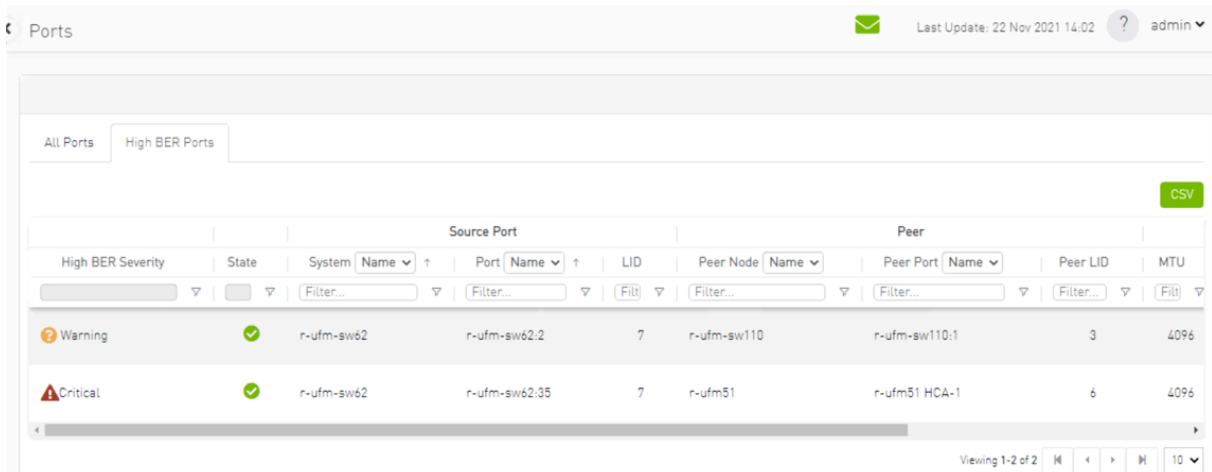 Ports Last Update: 22 Nov 2021 14:02 ? admin
All Ports High BER Ports
CSV
Source Port Peer
High BER Severity State System Name ↑ Port Name ↑ LID Peer Node Name Peer Port Name Peer LID MTU
Filter... Filter... Filt Filter... Filter... Filter... Filt
Warning r-ufm-sw62 r-ufm-sw62:2 7 r-ufm-sw110 r-ufm-sw110:1 3 4096
Critical r-ufm-sw62 r-ufm-sw62:35 7 r-ufm51 r-ufm51 HCA-1 6 4096
Viewing 1-2 of 2 10